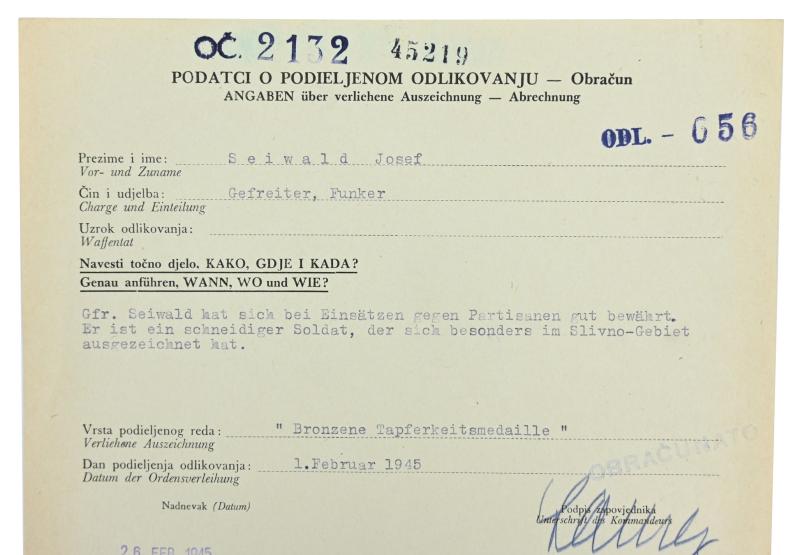 OČ. 2132 45219
PODATCI O PODIELJENOM ODLIKOVANJU — Obračun
ANGABEN über verliehene Auszeichnung — Abrechnung
ODL. - 656
Prezime i ime: Seiwald Josef
Vor- und Zuname
Čin i udjelba: Gefreiter, Funker
Charge und Einteilung
Uzrok odlikovanja:
Waffentat
Navesti točno djelo, KAKO, GDJE I KADA?
Genau anführen, WANN, WO und WIE?
Gfr. Seiwald hat sich bei Einsätzen gegen Partisanen gut bewährt.
Er ist ein schneidiger Soldat, der sich besonders im Slivno-Gebiet
ausgezeichnet hat.
Vrsta podieljenog reda: " Bronzene Tapferkeitsmedaille "
Verliehene Auszeichnung
OBRAČUNATO
Dan podieljenja odlikovanja: 1.Februar 1945
Datum der Ordensverleihung
Nadnevak (Datum) Podpis zapovjednika
Unterschrift des Kommandeurs
26 FEB 1945